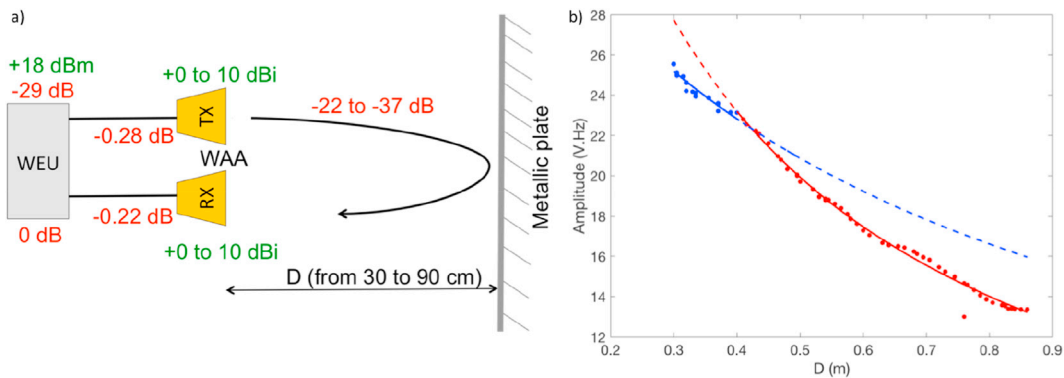 a)
+18 dBm
-29 dB
+0 to 10 dBi
-22 to -37 dB
TX
-0.28 dB
WEU
WAA
RX
-0.22 dB
0 dB
+0 to 10 dBi
D (from 30 to 90 cm)
Metallic plate
b)
28
26
24
22
20
18
16
14
12
Amplitude (V.Hz)
0.2 0.3 0.4 0.5 0.6 0.7 0.8 0.9
D (m)